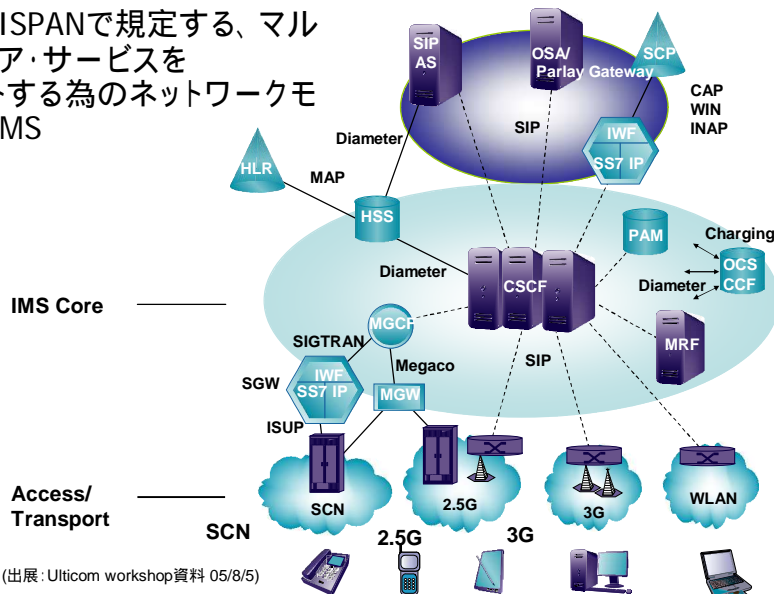 ISPANで規定する、マル
ア・サービスを
トする為のネットワークモ
MS
SIP
AS
OSA/
Parlay Gateway
SCP
CAP
WIN
INAP
SIP
IWF
SS7 IP
Diameter
HLR
MAP
HSS
PAM
Charging
OCS
CCF
Diameter
Diameter
CSCF
IMS Core
MGCF
MRF
SIGTRAN
SIP
Megaco
SGW
IWF
SS7 IP
MGW
ISUP
Access/
Transport
SCN
2.5G
3G
WLAN
SCN
2.5G
3G
(出展:Ulticom workshop資料 05/8/5)